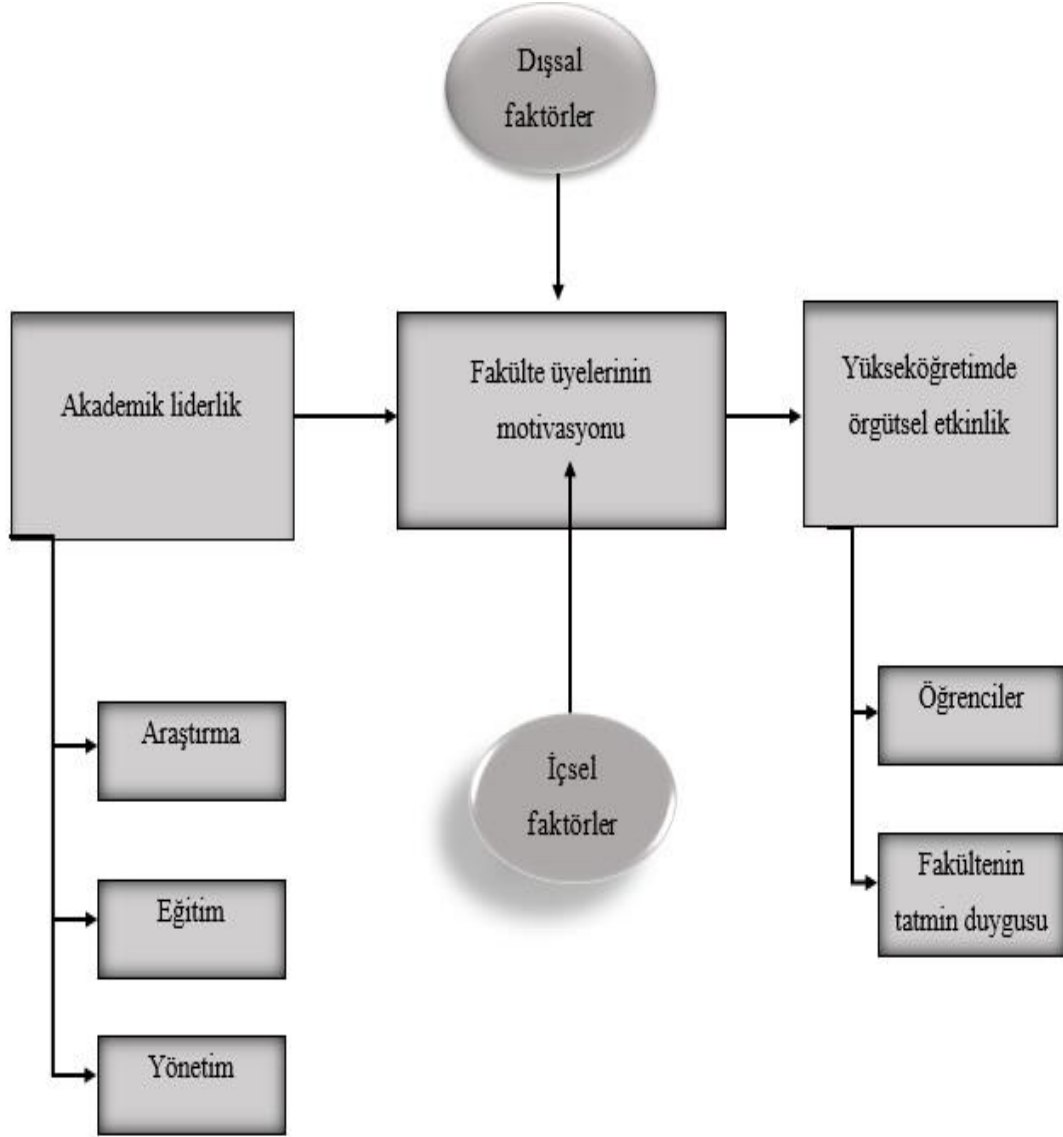 Dışsal
faktörler
Akademik liderlik
Fakülte üyelerinin
motivasyonu
Yükseköğretimde
örgütsel etkinlik
Araştırma
Eğitim
Yönetim
İçsel
faktörler
Öğrenciler
Fakültenin
tatmin duygusu